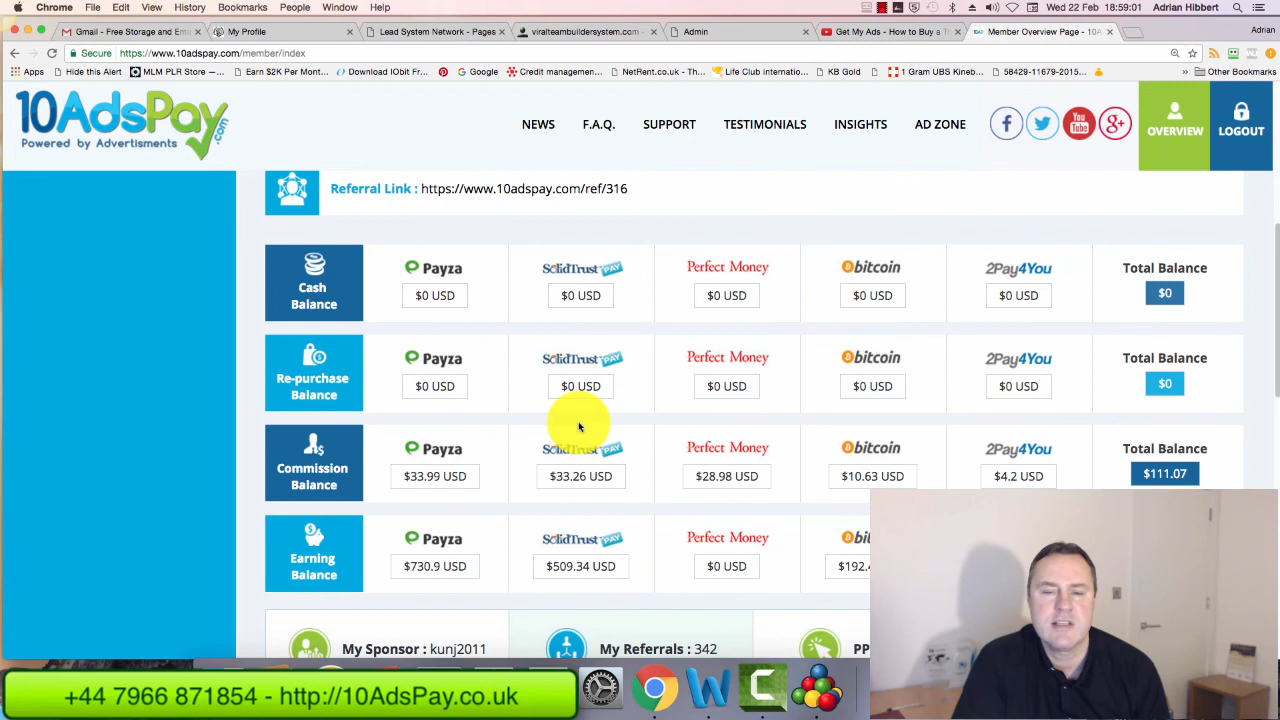 Chrome File Edit View History Bookmarks People Window Help Wed 22 Feb 18:59:01 Adrian Hibbert
Gmail - Free Storage and Ema My Profile Lead System Network - Pages viralteambuildersystem.com - Admin Get My Ads - How to Buy a Tr Member Overview Page - 10A Adrian
Secure https://www.10adspay.com/member/index
Apps Hide this Alert MLM PLR Store —... Earn $2K Per Mont... Download IObit Fr... Google Credit managemen... NetRent.co.uk - Th... Life Club Internatio... KB Gold 1 Gram UBS Kineb... 58429-11679-2015... » Other Bookmarks
10AdsPay.com
Powered by Advertisments
NEWS F.A.Q. SUPPORT TESTIMONIALS INSIGHTS AD ZONE OVERVIEW LOGOUT
Referral Link : https://www.10adspay.com/ref/316
Cash Balance Payza SolidTrust PAY Perfect Money bitcoin 2Pay4You Total Balance
$0 USD $0 USD $0 USD $0 USD $0 USD $0
Re-purchase Balance Payza SolidTrust PAY Perfect Money bitcoin 2Pay4You Total Balance
$0 USD $0 USD $0 USD $0 USD $0 USD $0
Commission Balance Payza SolidTrust PAY Perfect Money bitcoin 2Pay4You Total Balance
$33.99 USD $33.26 USD $28.98 USD $10.63 USD $4.2 USD $111.07
Earning Balance Payza SolidTrust PAY Perfect Money bi
$730.9 USD $509.34 USD $0 USD $192.
My Sponsor : kunj2011 My Referrals : 342 PP
+44 7966 871854 - http://10AdsPay.co.uk